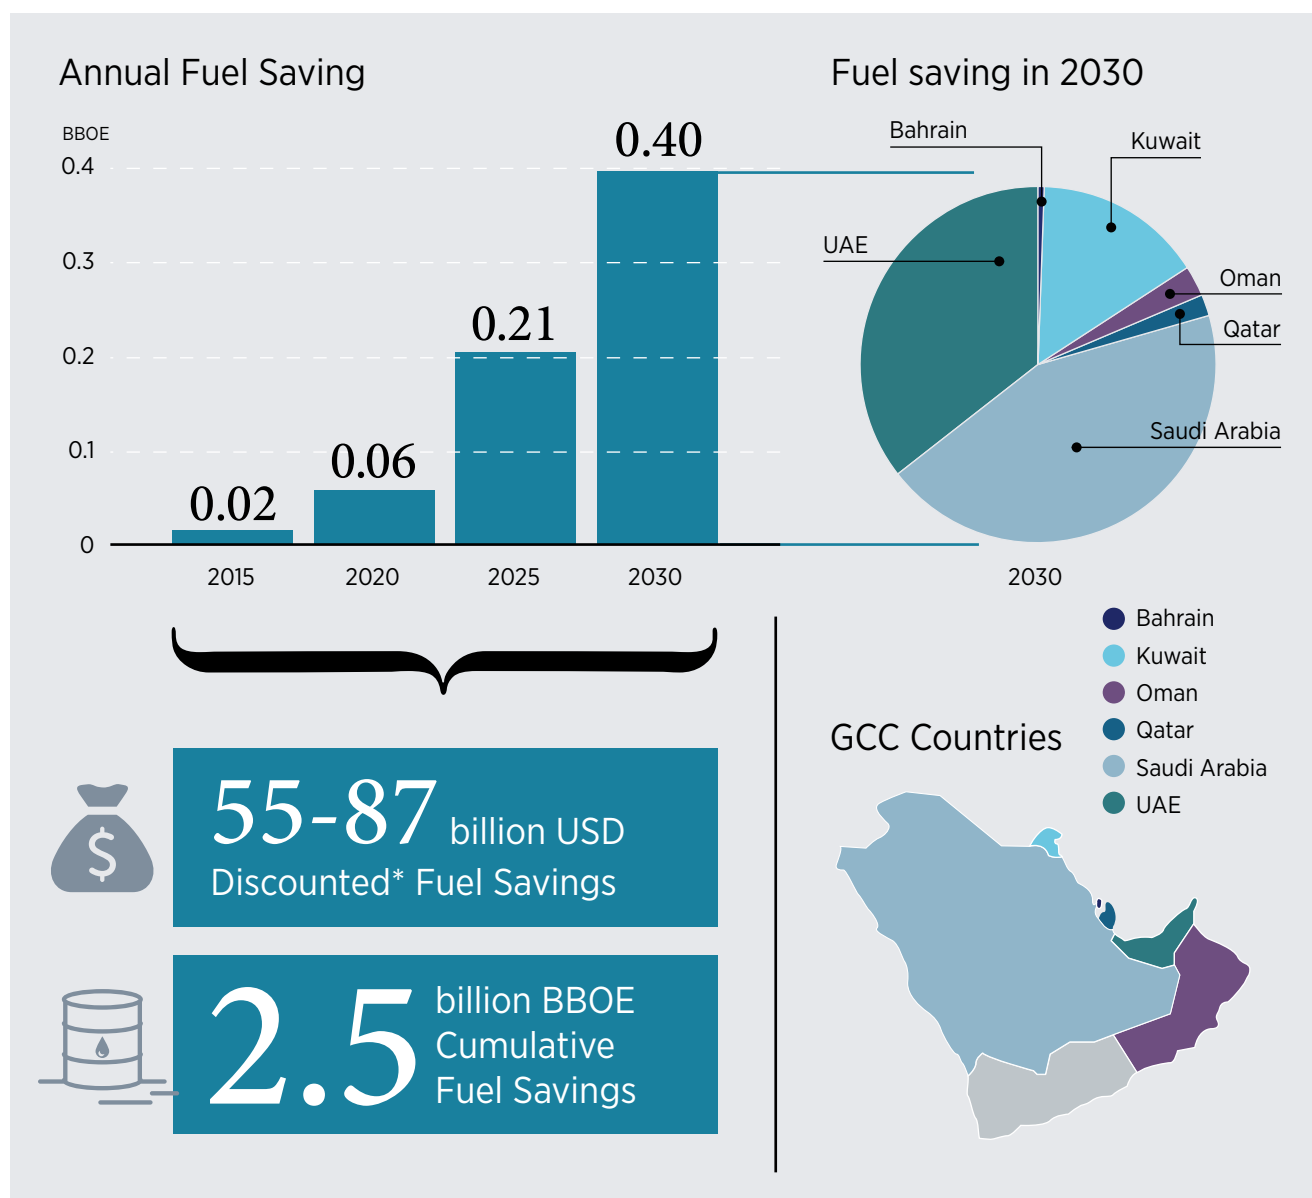 Annual Fuel Saving
BBOE
0.4
0.3
0.2
0.1
0
0.02
0.06
0.21
0.40
2015
2020
2025
2030
Fuel saving in 2030
Bahrain
Kuwait
UAE
Oman
Qatar
Saudi Arabia
2030
Bahrain
Kuwait
Oman
Qatar
Saudi Arabia
UAE
GCC Countries
$
55-87 billion USD
Discounted* Fuel Savings
2.5 billion BBOE
Cumulative
Fuel Savings